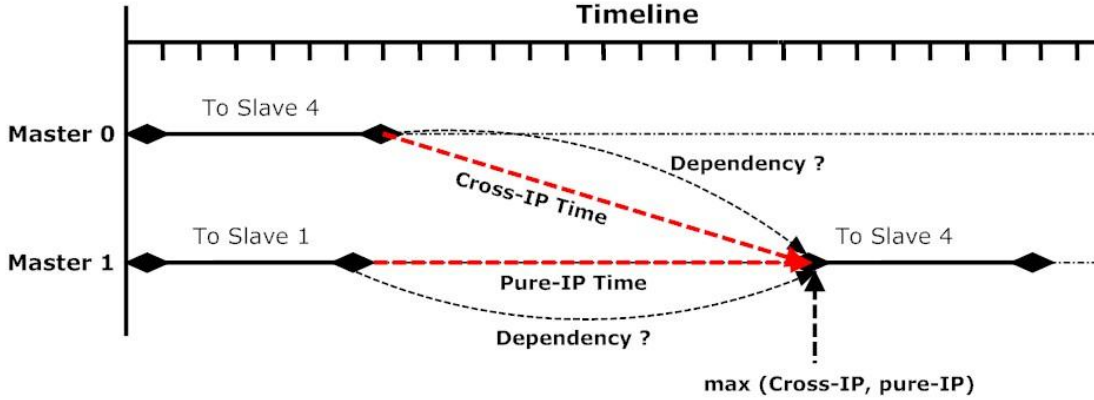 Timeline
To Slave 4
Master 0
Dependency ?
Cross-IP Time
To Slave 1
To Slave 4
Master 1
Pure-IP Time
Dependency ?
max (Cross-IP, pure-IP)